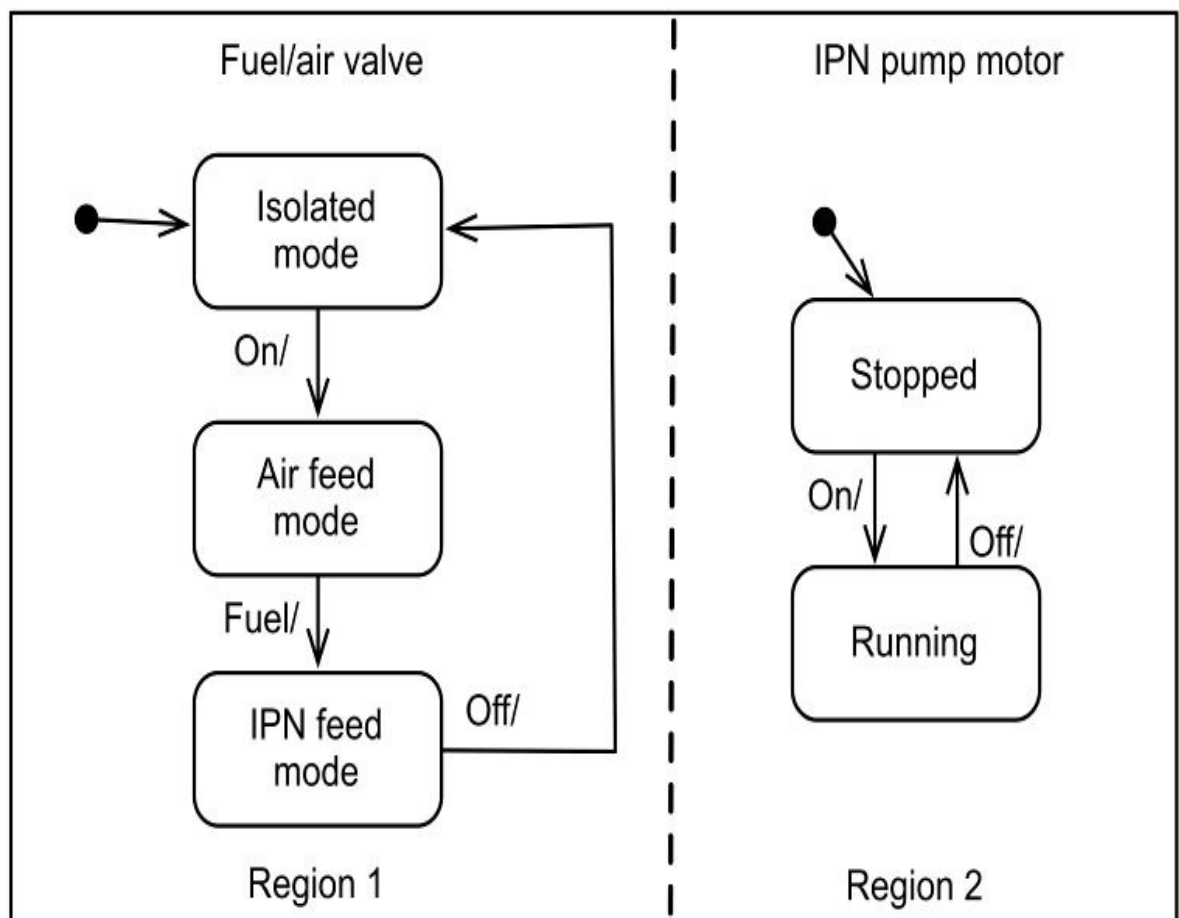 Fuel/air valve
Isolated
mode
On/
Air feed
mode
Fuel/
IPN feed
mode
Off/
Region 1
IPN pump motor
Stopped
On/
Off/
Running
Region 2